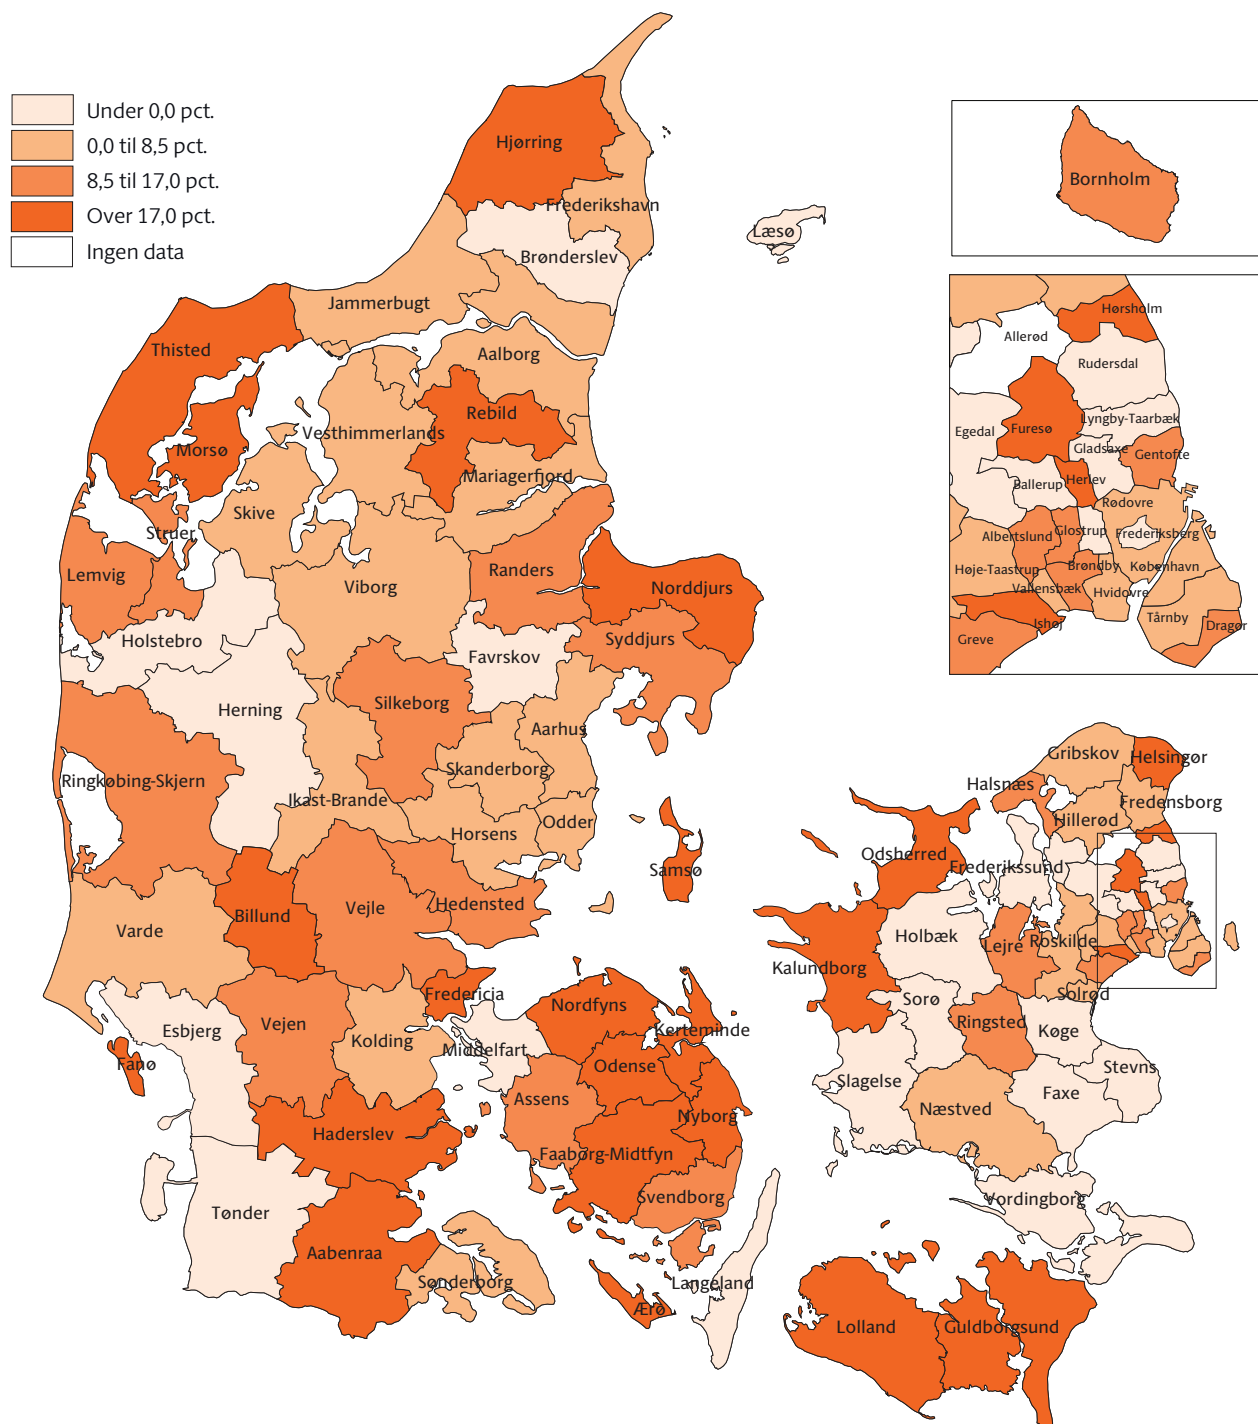 Under 0,0 pct.
0,0 til 8,5 pct.
8,5 til 17,0 pct.
Over 17,0 pct.
Ingen data
Hjørring
Frederikshavn
Læsø
Brønderslev
Jammerbugt
Thisted
Aalborg
Rebild
Vesthimmerlands
Morsø
Mariagerfjord
Skive
Struer
Lemvig
Viborg
Randers
Norddjurs
Holstebro
Favrskov
Syddjurs
Herning
Silkeborg
Aarhus
Ringkøbing-Skjern
Skanderborg
Ikast-Brande
Horsens
Odder
Samsø
Hedensted
Billund
Vejle
Varde
Fredericia
Esbjerg
Vejen
Kolding
Fanø
Middelfart
Nordfyns
Kerteminde
Odense
Assens
Nyborg
Haderslev
Faaborg-Midtfyn
Svendborg
Tønder
Aabenraa
Sønderborg
Langeland
Ærø
Bornholm
Hørsholm
Allerød
Rudersdal
Egedal
Furesø
Lyngby-Taarbæk
Gladsaxe
Gentofte
Ballerup
Herlev
Rødovre
Albertslund
Glostrup
Frederiksberg
Høje-Taastrup
Brøndby
København
Vallensbæk
Hvidovre
Ishøj
Tårnby
Dragør
Greve
Gribskov
Helsingør
Halsnæs
Fredensborg
Hillerød
Odsherred
Frederikssund
Holbæk
Lejre
Roskilde
Kalundborg
Solrød
Sorø
Ringsted
Køge
Stevns
Slagelse
Faxe
Næstved
Vordingborg
Lolland
Guldborgsund